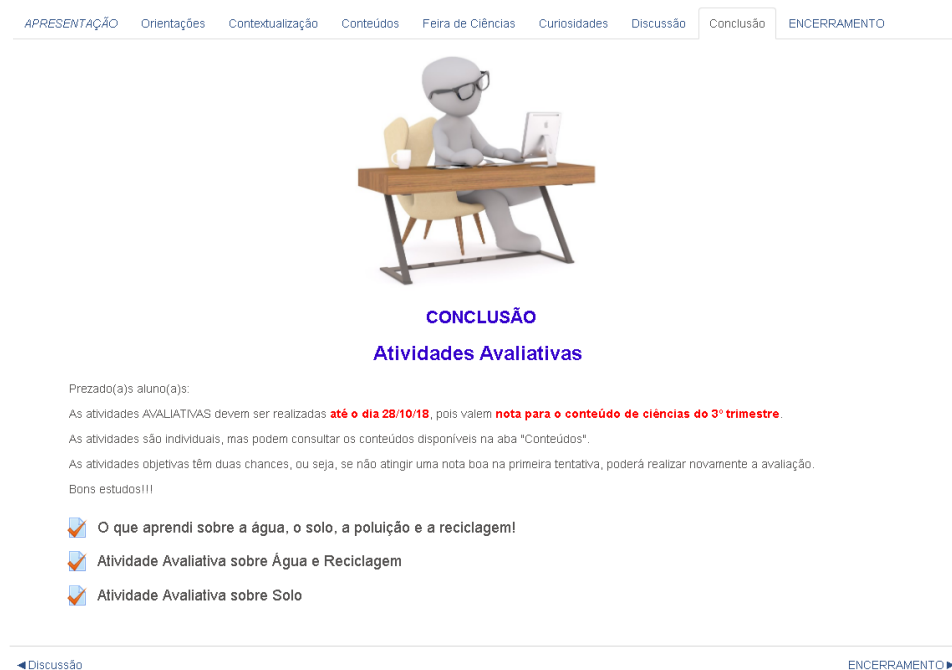 APRESENTAÇÃO Orientações Contextualização Conteúdos Feira de Ciências Curiosidades Discussão Conclusão ENCERRAMENTO
CONCLUSÃO
Atividades Avaliativas
Prezado(a)s aluno(a)s:
As atividades AVALIATIVAS devem ser realizadas até o dia 28/10/18, pois valem nota para o conteúdo de ciências do 3º trimestre.
As atividades são individuais, mas podem consultar os conteúdos disponíveis na aba "Conteúdos".
As atividades objetivas têm duas chances, ou seja, se não atingir uma nota boa na primeira tentativa, poderá realizar novamente a avaliação.
Bons estudos!!!
O que aprendi sobre a água, o solo, a poluição e a reciclagem!
Atividade Avaliativa sobre Água e Reciclagem
Atividade Avaliativa sobre Solo
◄ Discussão ENCERRAMENTO ►